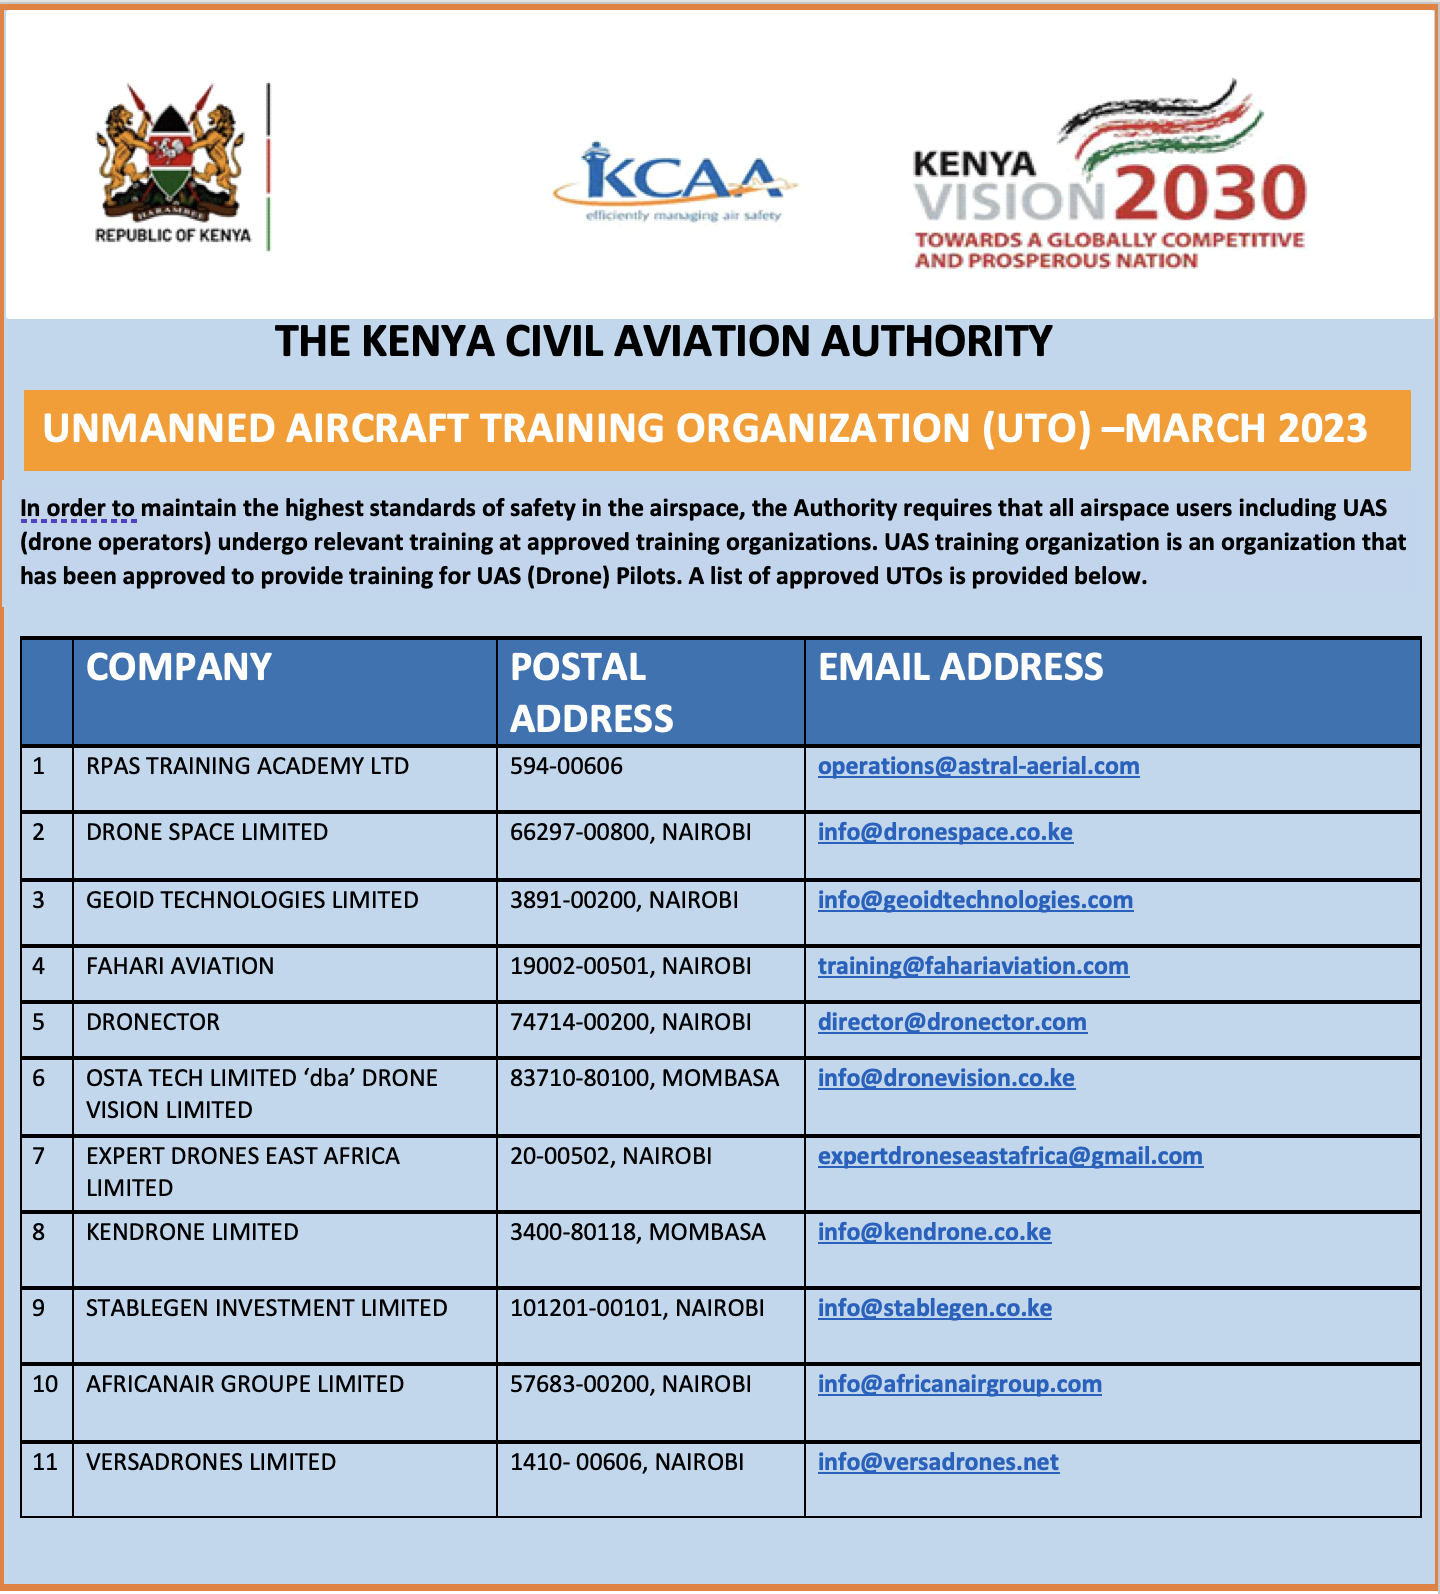 HARAMBEE
REPUBLIC OF KENYA
KCAA
efficiently managing air safety
KENYA
VISION 2030
TOWARDS A GLOBALLY COMPETITIVE
AND PROSPEROUS NATION
THE KENYA CIVIL AVIATION AUTHORITY
UNMANNED AIRCRAFT TRAINING ORGANIZATION (UTO) –MARCH 2023
In order to maintain the highest standards of safety in the airspace, the Authority requires that all airspace users including UAS
(drone operators) undergo relevant training at approved training organizations. UAS training organization is an organization that
has been approved to provide training for UAS (Drone) Pilots. A list of approved UTOs is provided below.
COMPANY POSTAL ADDRESS EMAIL ADDRESS
1 RPAS TRAINING ACADEMY LTD 594-00606 operations@astral-aerial.com
2 DRONE SPACE LIMITED 66297-00800, NAIROBI info@dronespace.co.ke
3 GEOID TECHNOLOGIES LIMITED 3891-00200, NAIROBI info@geoidtechnologies.com
4 FAHARI AVIATION 19002-00501, NAIROBI training@fahariaviation.com
5 DRONECTOR 74714-00200, NAIROBI director@dronector.com
6 OSTA TECH LIMITED ‘dba’ DRONE VISION LIMITED 83710-80100, MOMBASA info@dronevision.co.ke
7 EXPERT DRONES EAST AFRICA LIMITED 20-00502, NAIROBI expertdroneseastafrica@gmail.com
8 KENDRONE LIMITED 3400-80118, MOMBASA info@kendrone.co.ke
9 STABLEGEN INVESTMENT LIMITED 101201-00101, NAIROBI info@stablegen.co.ke
10 AFRICANAIR GROUPE LIMITED 57683-00200, NAIROBI info@africanairgroup.com
11 VERSADRONES LIMITED 1410- 00606, NAIROBI info@versadrones.net